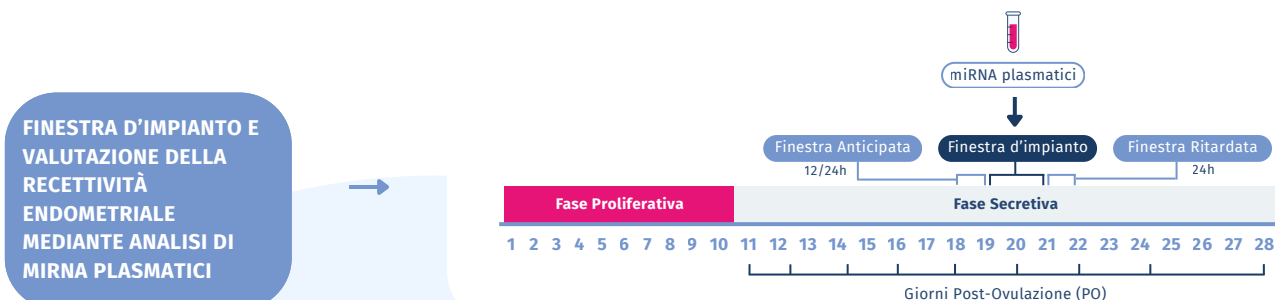 FINESTRA D’IMPIANTO E
VALUTAZIONE DELLA
RECETTIVITÀ
ENDOMETRIALE
MEDIANTE ANALISI DI
MIRNA PLASMATICI
miRNA plasmatici
Finestra Anticipata
Finestra d’impianto
Finestra Ritardata
12/24h
24h
Fase Proliferativa
Fase Secretiva
1 2 3 4 5 6 7 8 9 10 11 12 13 14 15 16 17 18 19 20 21 22 23 24 25 26 27 28
Giorni Post-Ovulazione (PO)